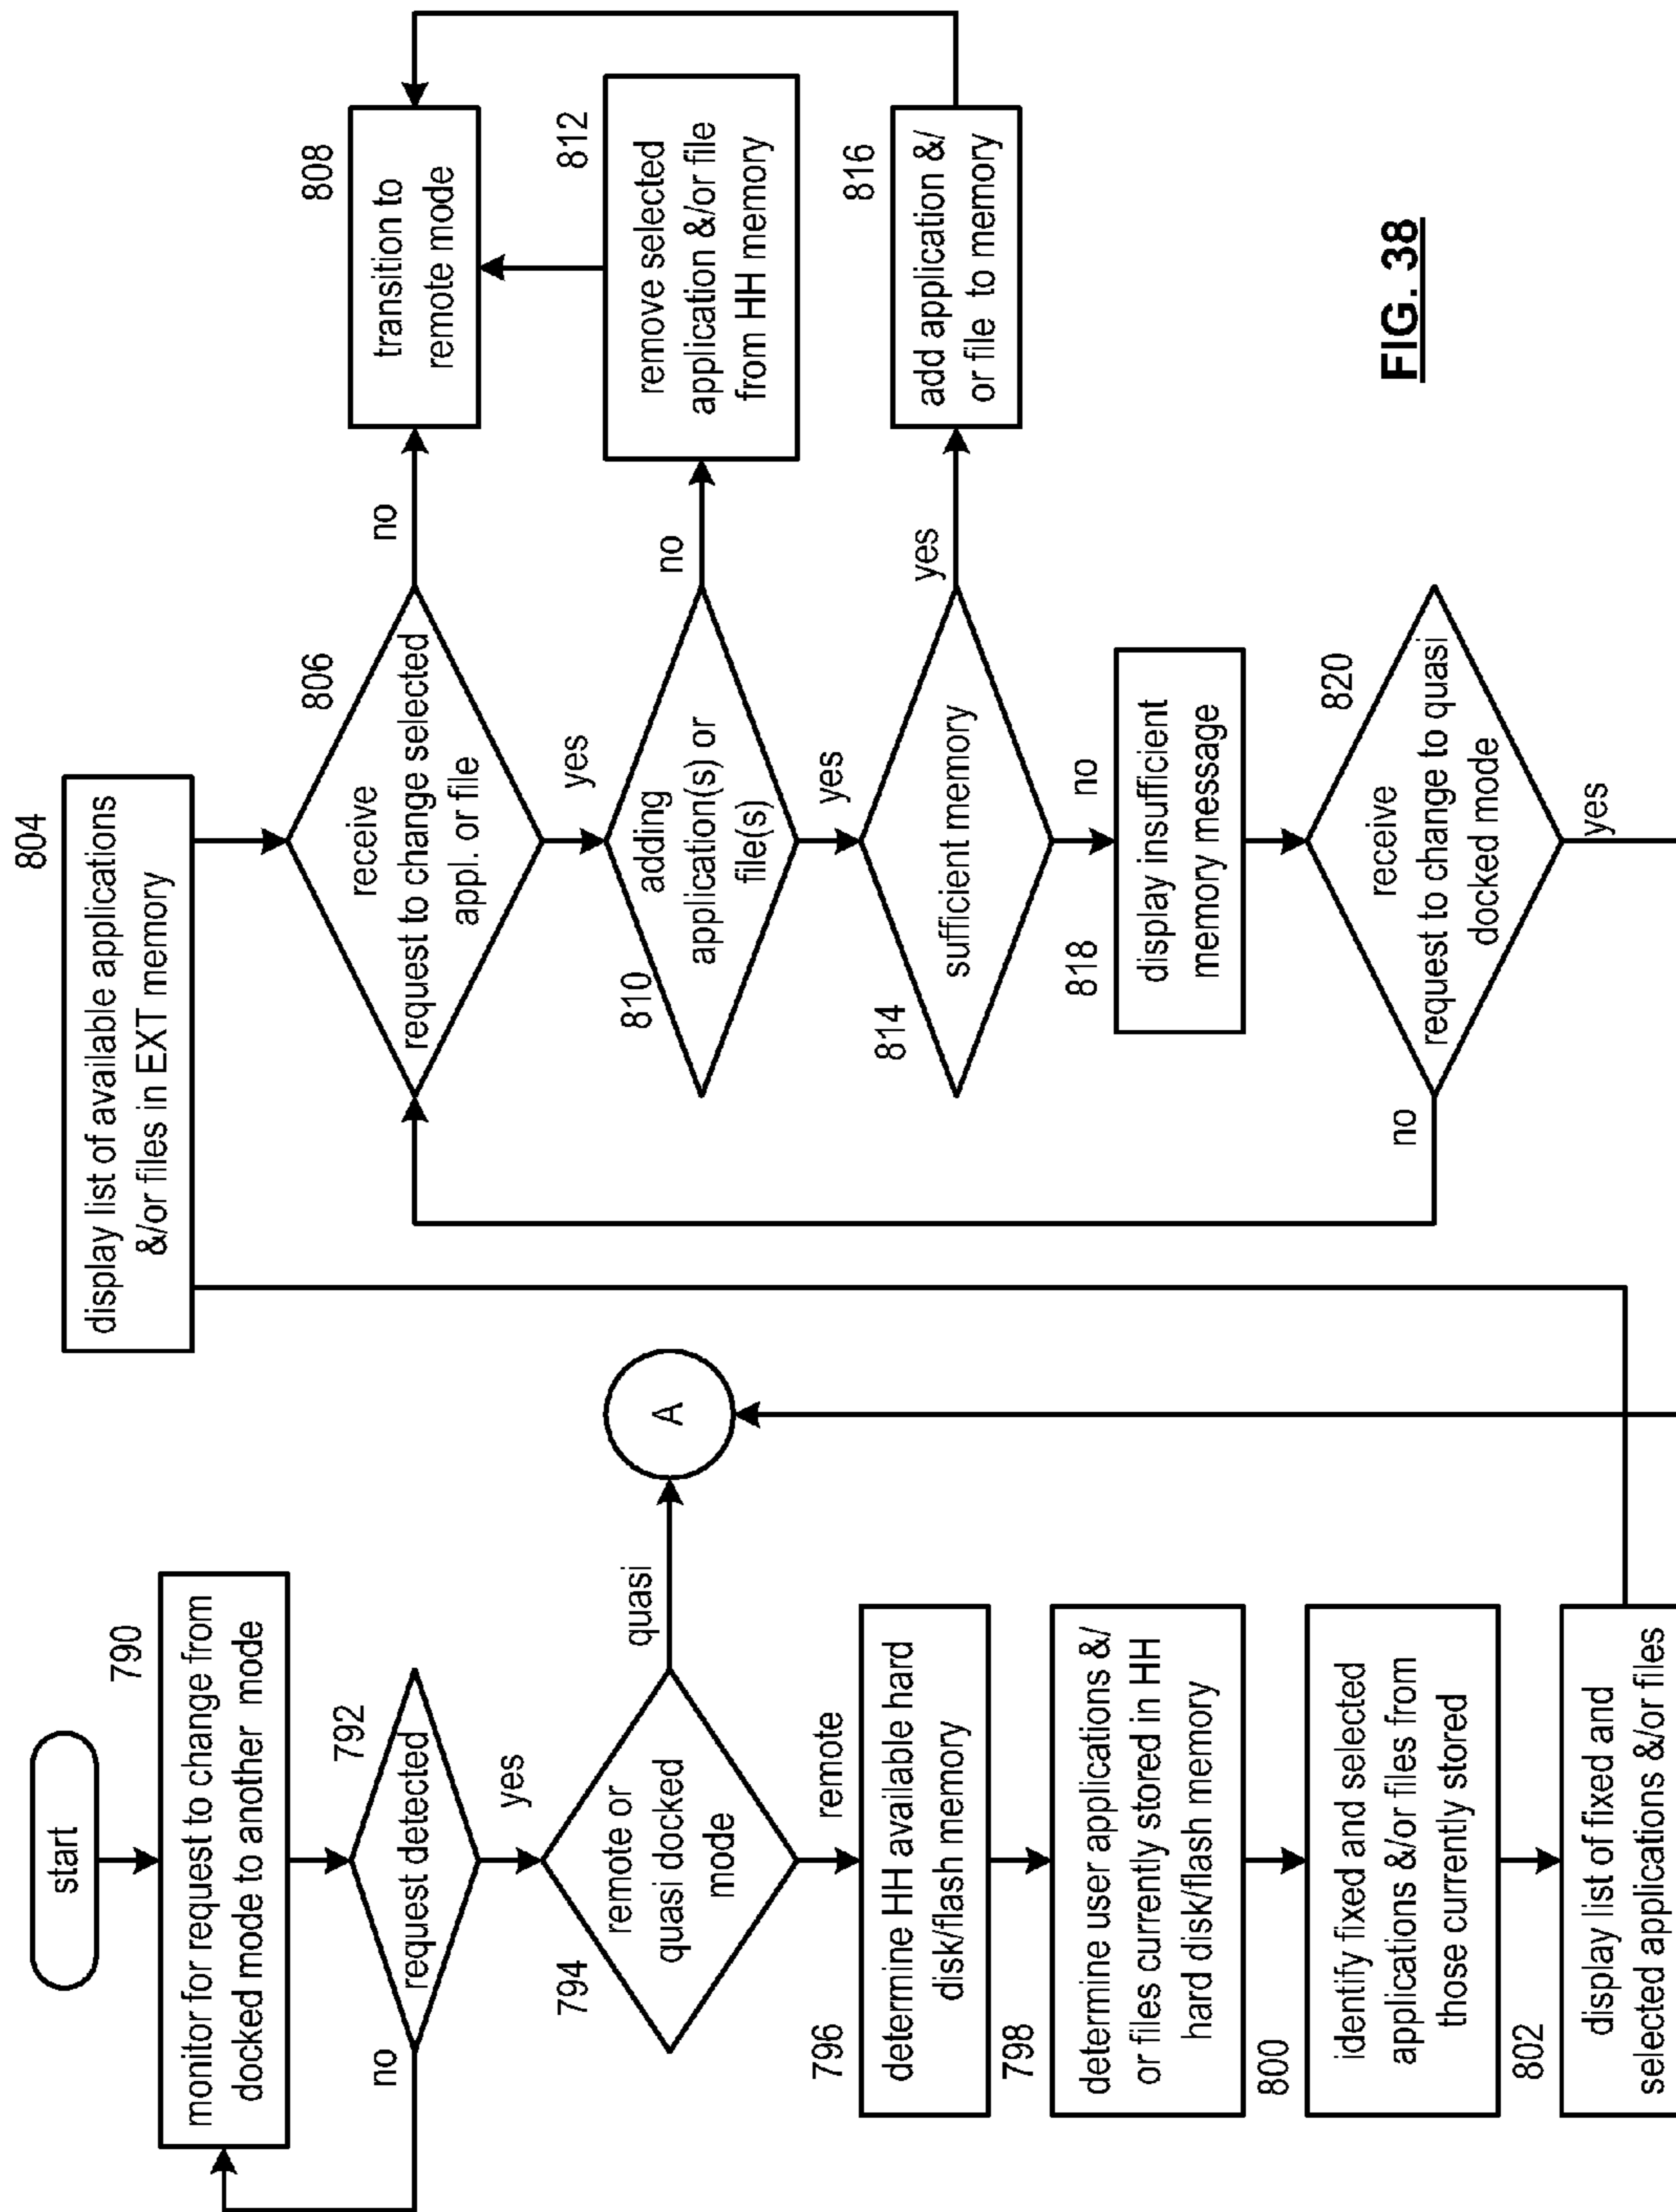 start
790
monitor for request to change from
docked mode to another mode
792
request detected
no
yes
794
remote or
quasi docked
mode
quasi
A
remote
796
determine HH available hard
disk/flash memory
798
determine user applications &/
or files currently stored in HH
hard disk/flash memory
800
identify fixed and selected
applications &/or files from
those currently stored
802
display list of fixed and
selected applications &/or files
804
display list of available applications
&/or files in EXT memory
806
receive
request to change selected
appl. or file
no
808
transition to
remote mode
yes
810
adding
application(s) or
file(s)
no
812
remove selected
application &/or file
from HH memory
yes
814
sufficient memory
yes
816
add application &/
or file to memory
no
818
display insufficient
memory message
820
receive
request to change to quasi
docked mode
no
yes
FIG. 38